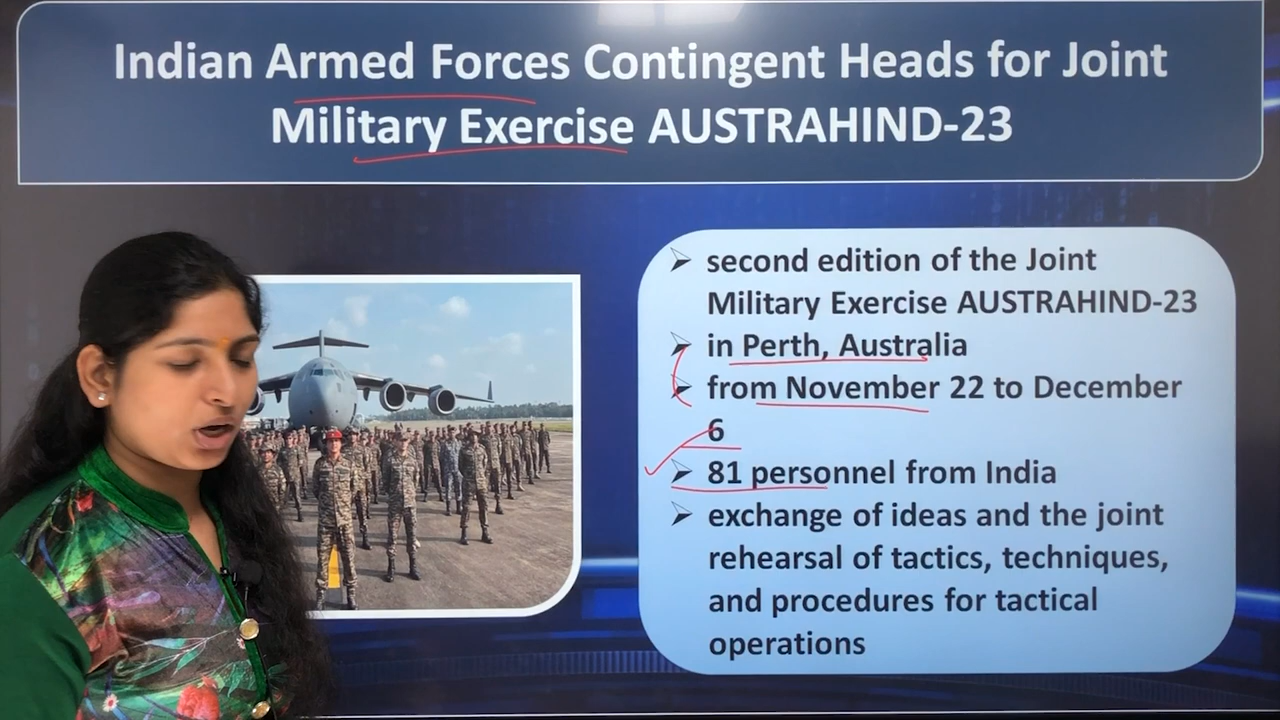 Indian Armed Forces Contingent Heads for Joint
Military Exercise AUSTRAHIND-23
second edition of the Joint
Military Exercise AUSTRAHIND-23
in Perth, Australia
from November 22 to December
6
81 personnel from India
exchange of ideas and the joint
rehearsal of tactics, techniques,
and procedures for tactical
operations